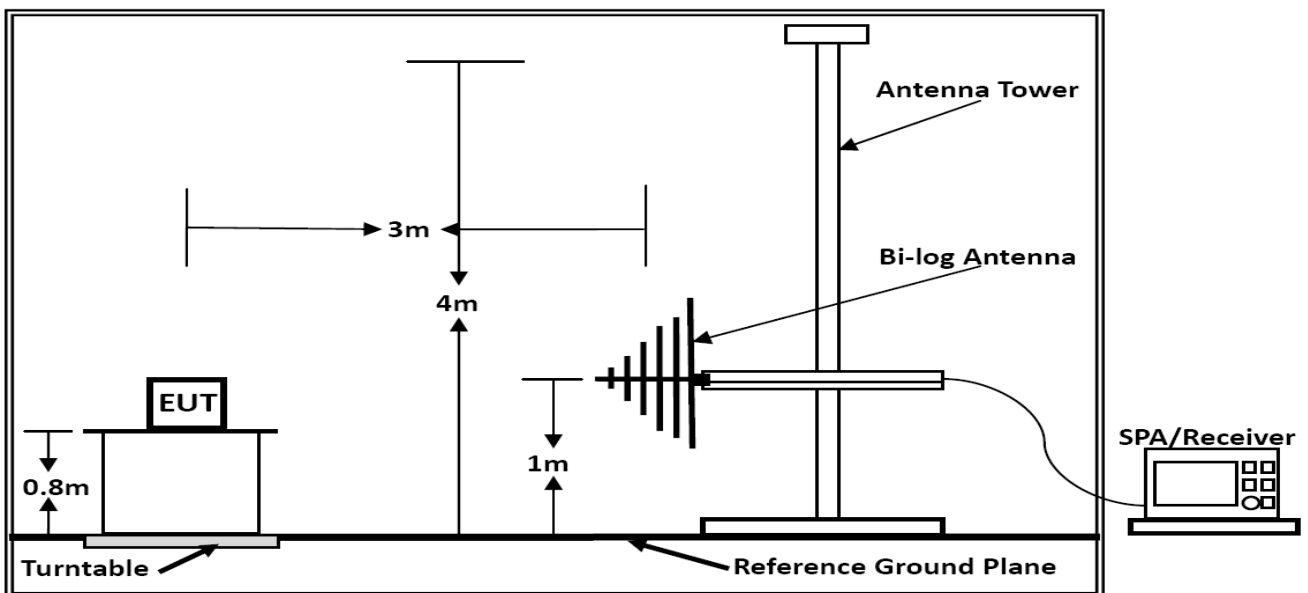 Antenna Tower
3m
Bi-log Antenna
4m
EUT
SPA/Receiver
1m
0.8m
Turntable
Reference Ground Plane